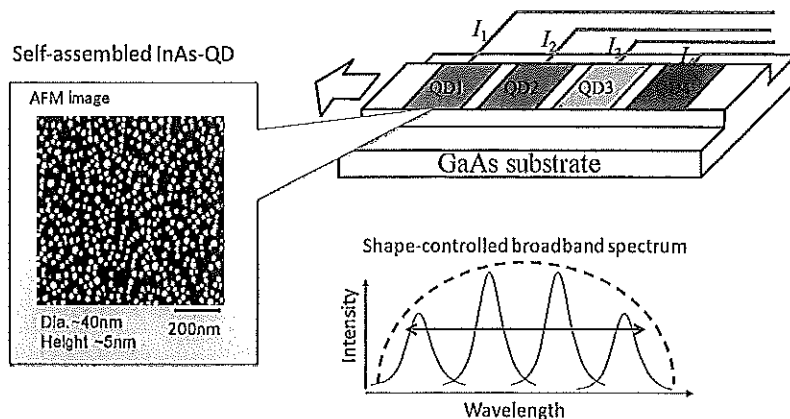 Self-assembled InAs-QD
AFM image
Dia.~40nm
Height ~5nm
200nm
I1
I2
I3
QD1
QD2
QD3
GaAs substrate
Shape-controlled broadband spectrum
Intensity
Wavelength